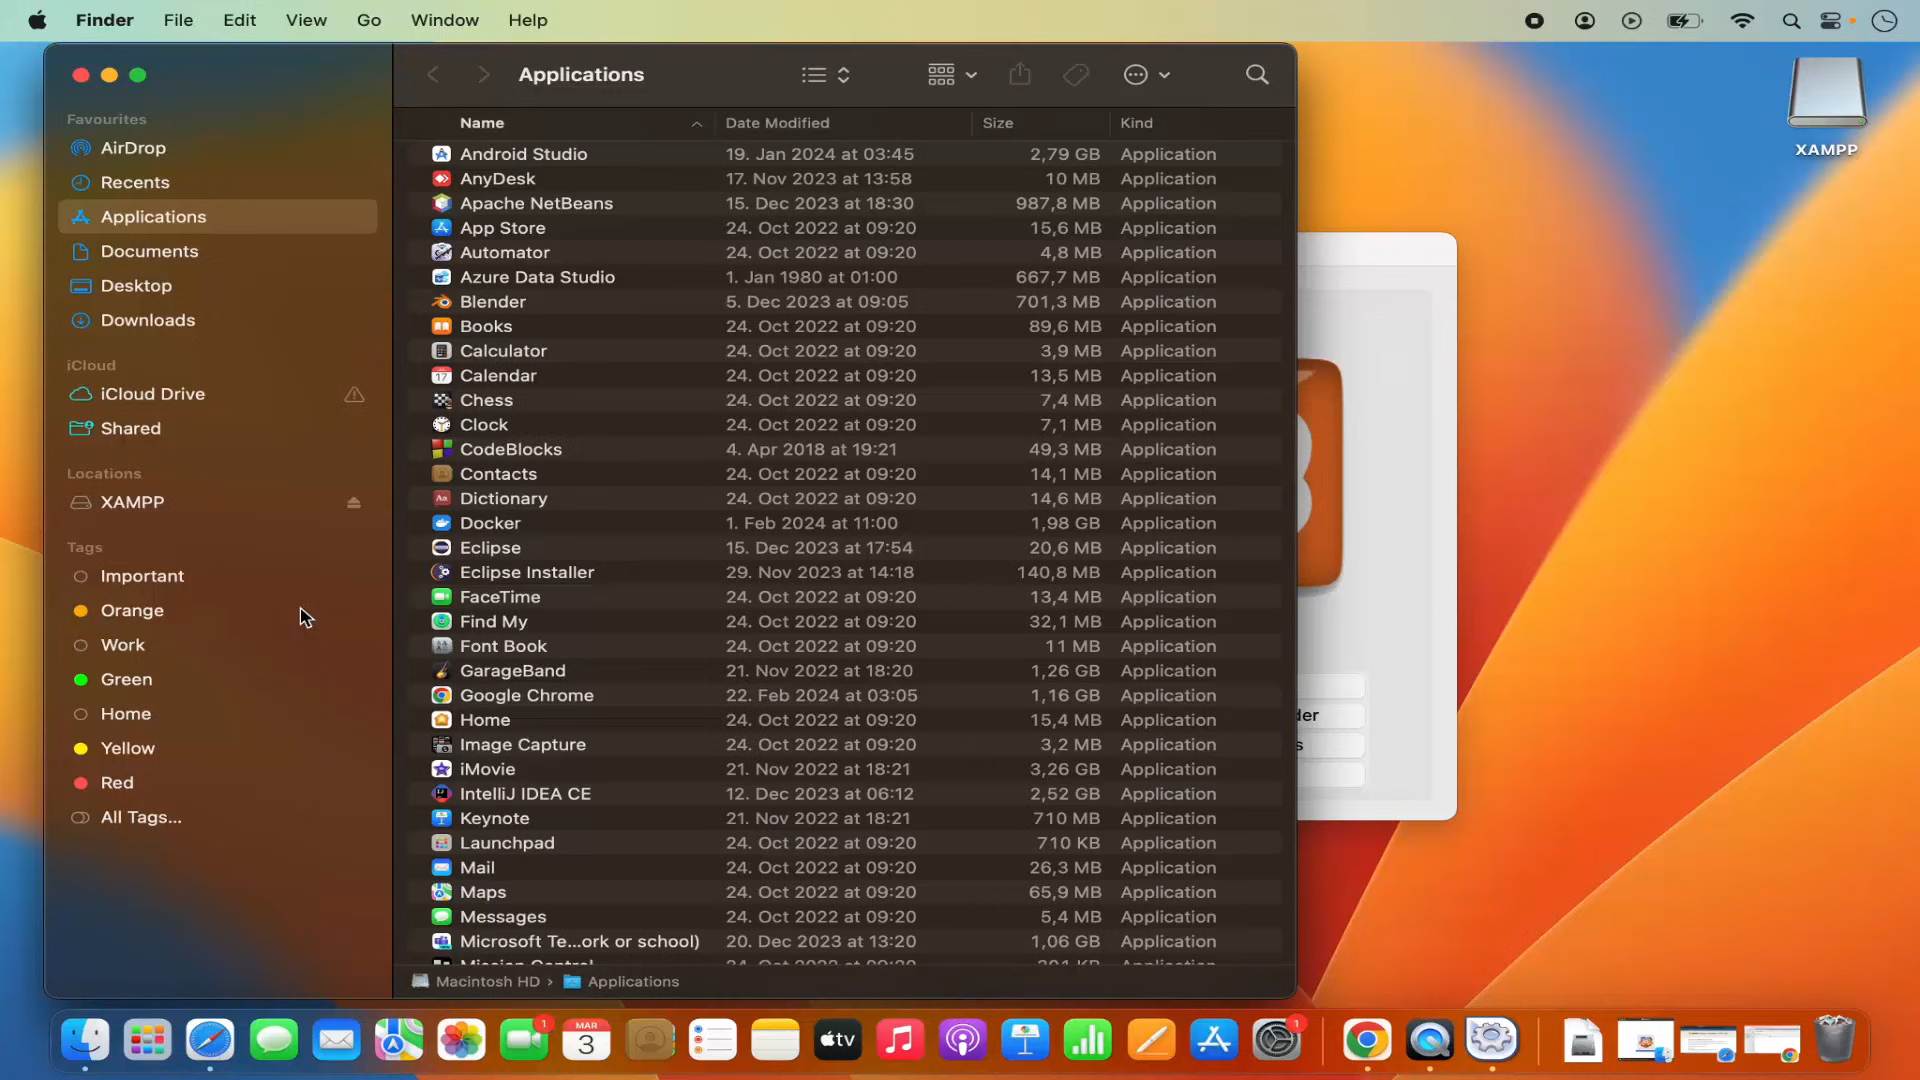 Finder File Edit View Go Window Help
Applications
Favourites
AirDrop
Recents
Applications
Documents
Desktop
Downloads
iCloud
iCloud Drive
Shared
Locations
XAMPP
Tags
Important
Orange
Work
Green
Home
Yellow
Red
All Tags...
Name Date Modified Size Kind
Android Studio 19. Jan 2024 at 03:45 2,79 GB Application
AnyDesk 17. Nov 2023 at 13:58 10 MB Application
Apache NetBeans 15. Dec 2023 at 18:30 987,8 MB Application
App Store 24. Oct 2022 at 09:20 15,6 MB Application
Automator 24. Oct 2022 at 09:20 4,8 MB Application
Azure Data Studio 1. Jan 1980 at 01:00 667,7 MB Application
Blender 5. Dec 2023 at 09:05 701,3 MB Application
Books 24. Oct 2022 at 09:20 89,6 MB Application
Calculator 24. Oct 2022 at 09:20 3,9 MB Application
Calendar 24. Oct 2022 at 09:20 13,5 MB Application
Chess 24. Oct 2022 at 09:20 7,4 MB Application
Clock 24. Oct 2022 at 09:20 7,1 MB Application
CodeBlocks 4. Apr 2018 at 19:21 49,3 MB Application
Contacts 24. Oct 2022 at 09:20 14,1 MB Application
Dictionary 24. Oct 2022 at 09:20 14,6 MB Application
Docker 1. Feb 2024 at 11:00 1,98 GB Application
Eclipse 15. Dec 2023 at 17:54 20,6 MB Application
Eclipse Installer 29. Nov 2023 at 14:18 140,8 MB Application
FaceTime 24. Oct 2022 at 09:20 13,4 MB Application
Find My 24. Oct 2022 at 09:20 32,1 MB Application
Font Book 24. Oct 2022 at 09:20 11 MB Application
GarageBand 21. Nov 2022 at 18:20 1,26 GB Application
Google Chrome 22. Feb 2024 at 03:05 1,16 GB Application
Home 24. Oct 2022 at 09:20 15,4 MB Application
Image Capture 24. Oct 2022 at 09:20 3,2 MB Application
iMovie 21. Nov 2022 at 18:21 3,26 GB Application
IntelliJ IDEA CE 12. Dec 2023 at 06:12 2,52 GB Application
Keynote 21. Nov 2022 at 18:21 710 MB Application
Launchpad 24. Oct 2022 at 09:20 710 KB Application
Mail 24. Oct 2022 at 09:20 26,3 MB Application
Maps 24. Oct 2022 at 09:20 65,9 MB Application
Messages 24. Oct 2022 at 09:20 5,4 MB Application
Microsoft Te...ork or school) 20. Dec 2023 at 13:20 1,06 GB Application
Macintosh HD › Applications
der
s
XAMPP
1
MAR
3
tv
1